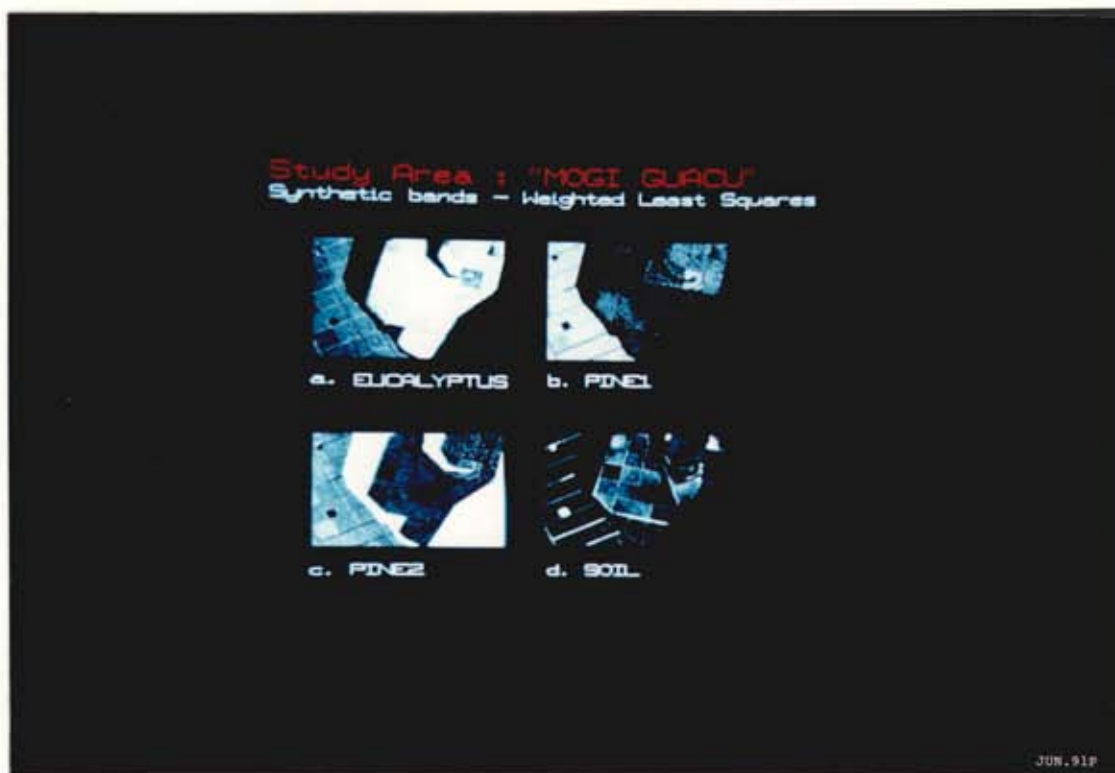 Study Area : "MOGI GUACU"
Synthetic bands - Weighted Least Squares
a. EUCALYPTUS
b. PINE1
c. PINE2
d. SOIL
JUN.91P